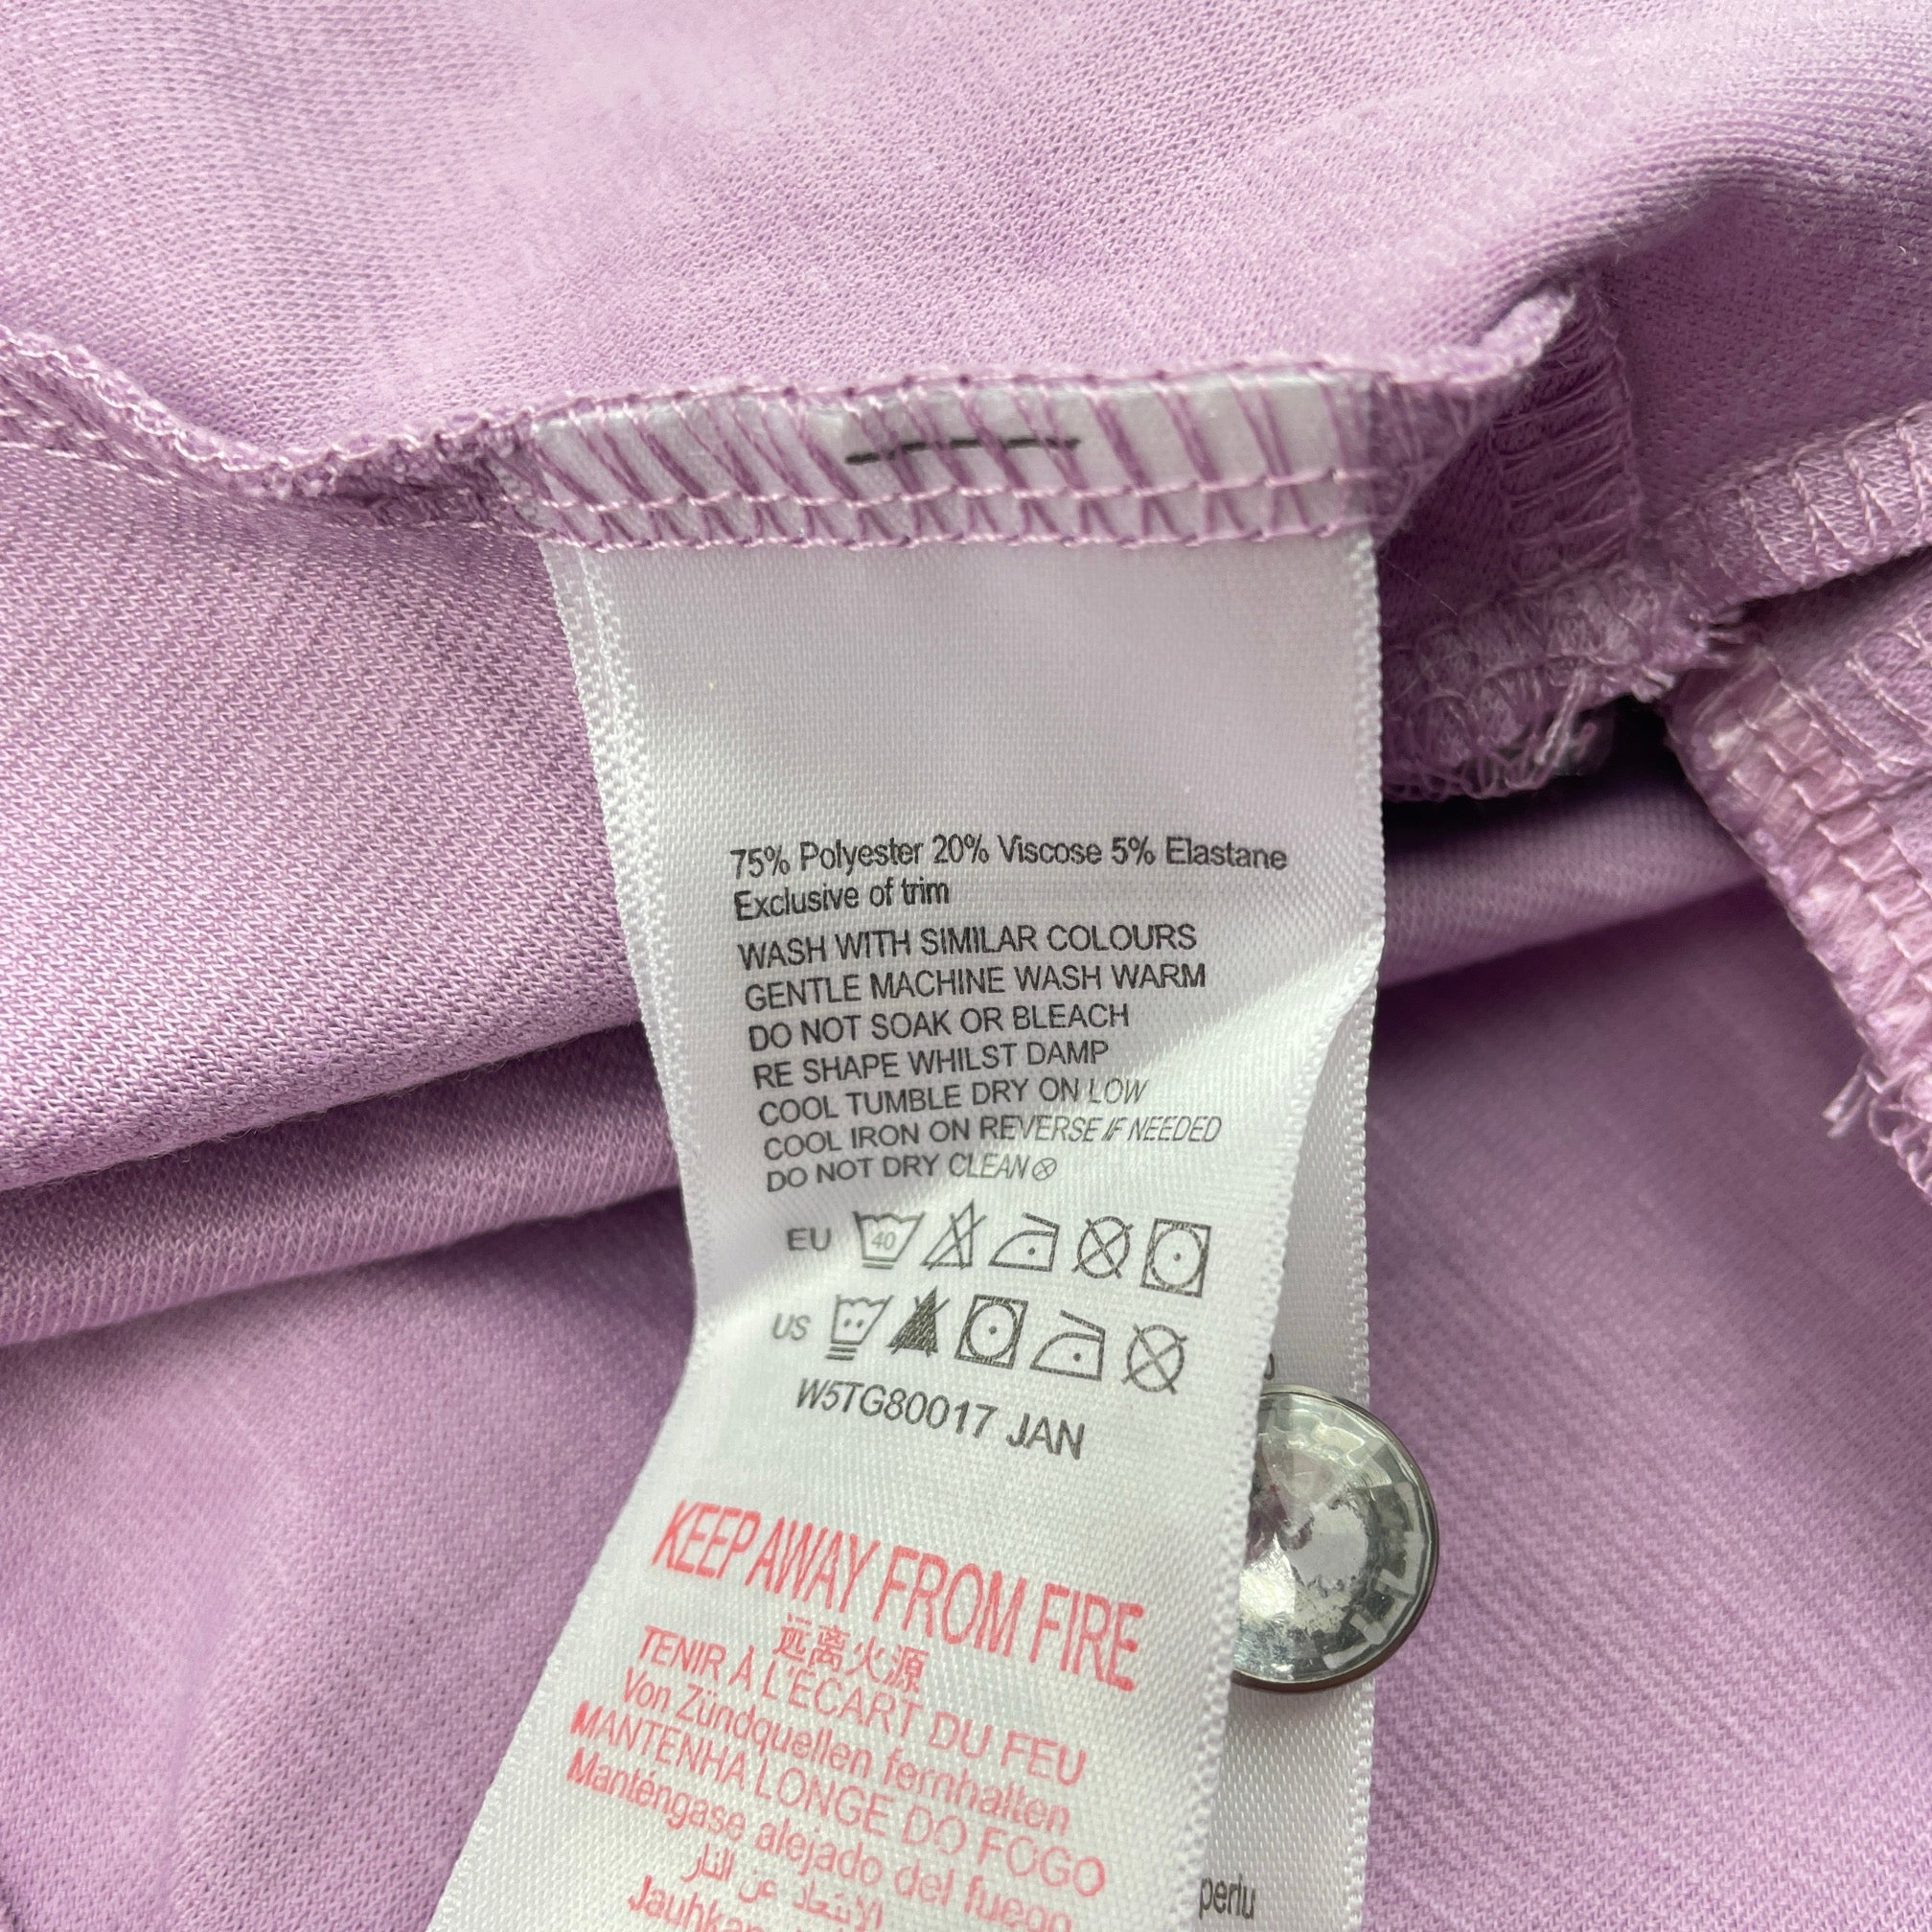 75% Polyester 20% Viscose 5% Elastane
Exclusive of trim
WASH WITH SIMILAR COLOURS
GENTLE MACHINE WASH WARM
DO NOT SOAK OR BLEACH
RE SHAPE WHILST DAMP
COOL TUMBLE DRY ON LOW
COOL IRON ON REVERSE IF NEEDED
DO NOT DRY CLEAN
EU 40
US
W5TG80017 JAN
KEEP AWAY FROM FIRE
远离火源
TENIR À L'ECART DU FEU
Von Zündquellen fernhalten
MANTENHA LONGE DO FOGO
Manténgase alejado del fuego
الابتعاد عن النار
perlu